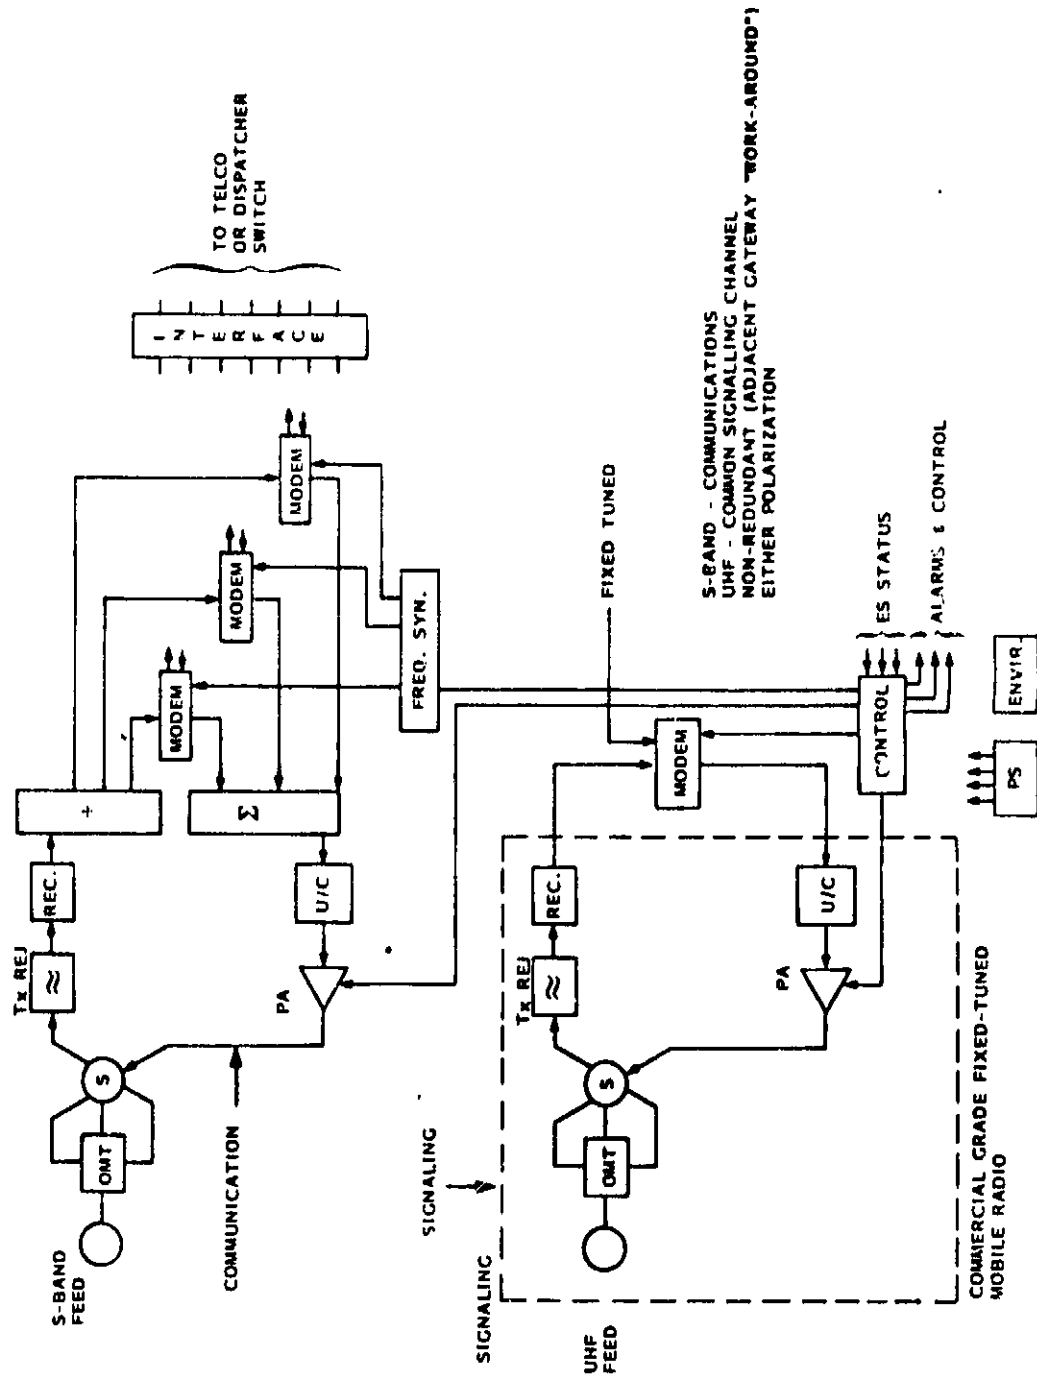 S-BAND
FEED
OMT
S
Tx REJ
≈
REC.
÷
Σ
U/C
PA
COMMUNICATION
MODEM
MODEM
MODEM
FREQ. SYN.
INTERFACE
TO TELCO
OR DISPATCHER
SWITCH
SIGNALING
SIGNALING
UHF
FEED
OMT
S
Tx REJ
≈
REC.
U/C
PA
MODEM
FIXED TUNED
COMMERCIAL GRADE FIXED-TUNED
MOBILE RADIO
CONTROL
ES STATUS
ALARMS & CONTROL
PS
ENVIR.
S-BAND - COMMUNICATIONS
UHF - COMMON SIGNALLING CHANNEL
NON-REDUNDANT (ADJACENT GATEWAY "WORK-AROUND")
EITHER POLARIZATION